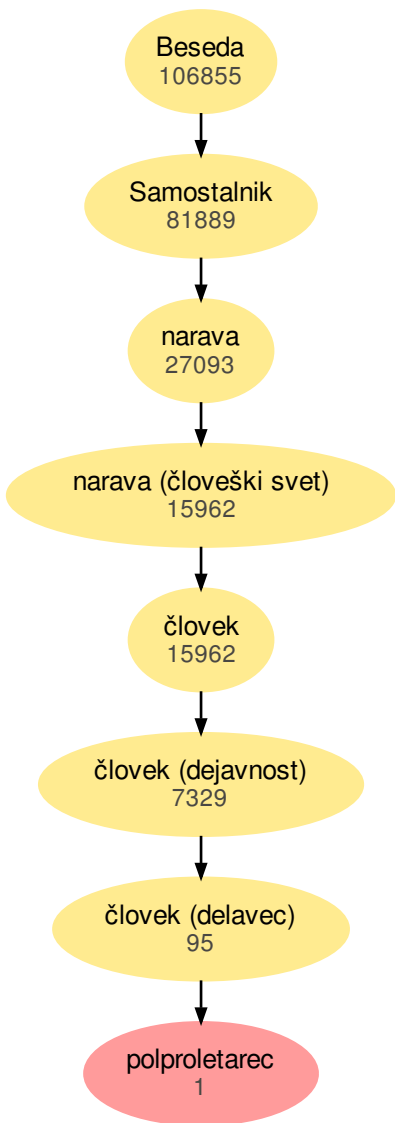 Beseda
106855
Samostalnik
81889
narava
27093
narava (človeški svet)
15962
človek
15962
človek (dejavnost)
7329
človek (delavec)
95
polproletarec
1